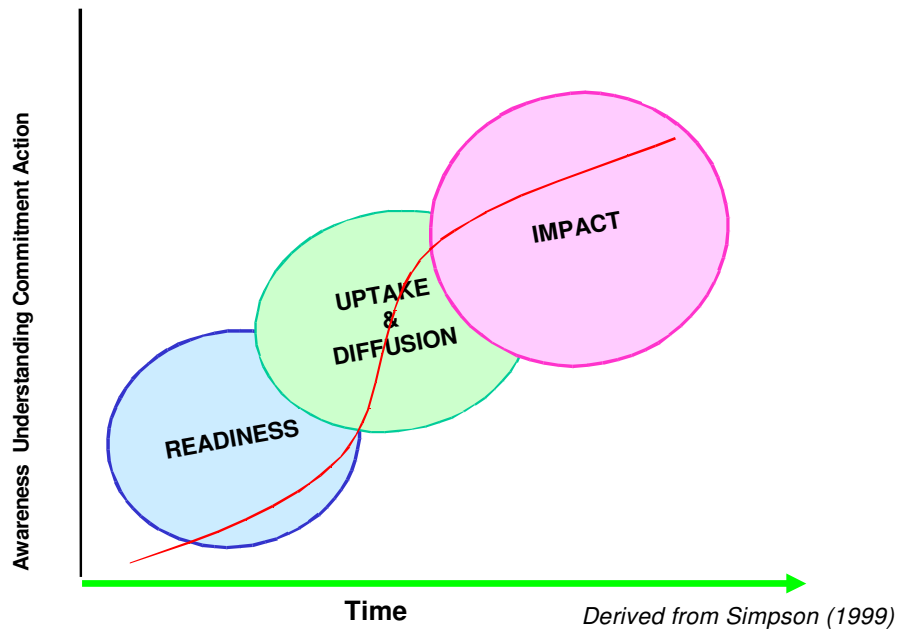 Awareness Understanding Commitment Action
IMPACT
UPTAKE
&
DIFFUSION
READINESS
Time
Derived from Simpson (1999)